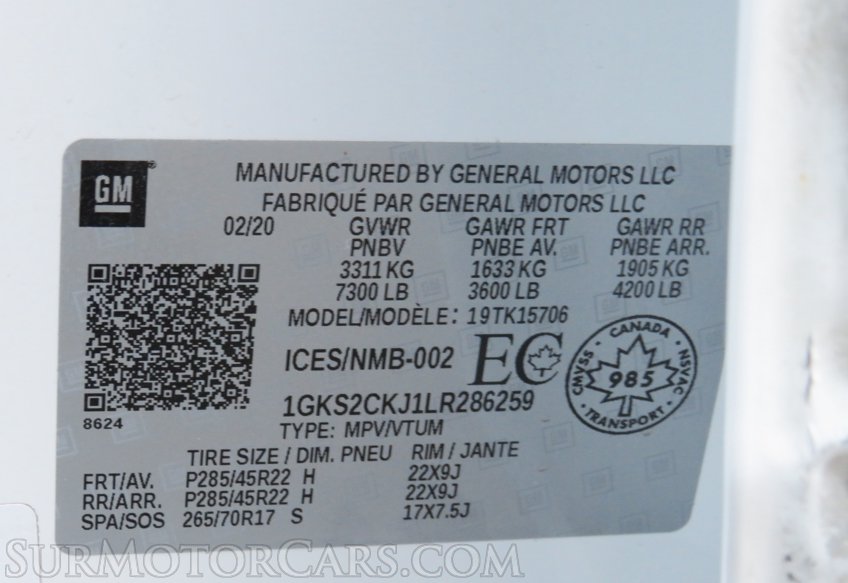 GM
MANUFACTURED BY GENERAL MOTORS LLC
FABRIQUÉ PAR GENERAL MOTORS LLC
02/20 GVWR GAWR FRT GAWR RR
PNBV PNBE AV. PNBE ARR.
3311 KG 1633 KG 1905 KG
7300 LB 3600 LB 4200 LB
MODEL/MODÈLE: 19TK15706
ICES/NMB-002 EC
CANADA
CMVSS 985 NSVAC
TRANSPORT
1GKS2CKJ1LR286259
8624
TYPE: MPV/VTUM
TIRE SIZE / DIM. PNEU RIM / JANTE
FRT/AV. P285/45R22 H 22X9J
RR/ARR. P285/45R22 H 22X9J
SPA/SOS 265/70R17 S 17X7.5J
SURMOTORCARS.COM